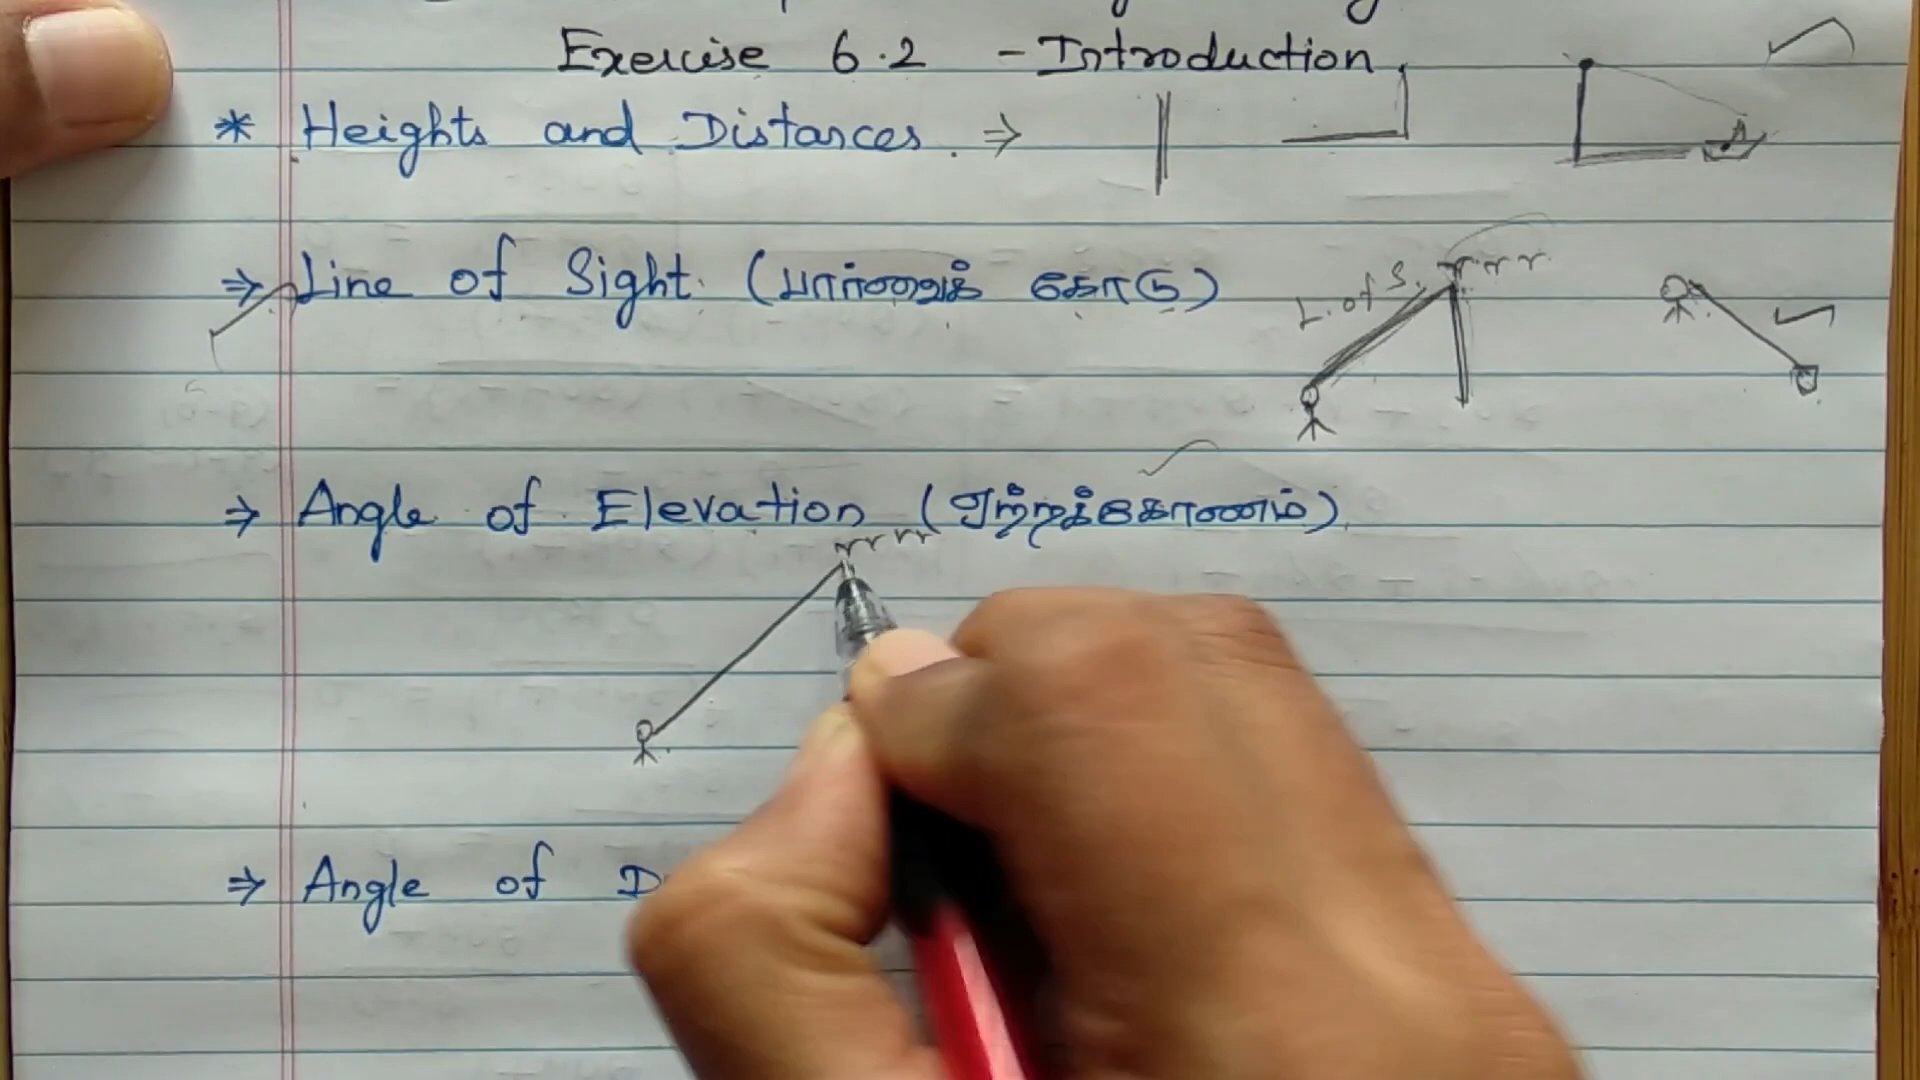 Exercise 6.2 - Introduction
* Heights and Distances. ⇒
⇒ Line of Sight. (பார்வைக் கோடு)
L. of S.
⇒ Angle of Elevation (ஏற்றக்கோணம்)
⇒ Angle of D